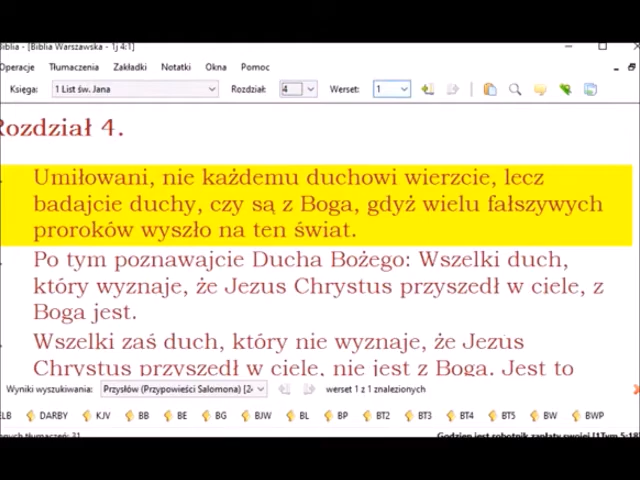 Biblia - [Biblia Warszawska - 1j 4:1]
Operacje Tłumaczenia Zakładki Notatki Okna Pomoc
Księga: 1 List św. Jana Rozdział: 4 Werset: 1
Rozdział 4.
Umiłowani, nie każdemu duchowi wierzcie, lecz
badajcie duchy, czy są z Boga, gdyż wielu fałszywych
proroków wyszło na ten świat.
Po tym poznawajcie Ducha Bożego: Wszelki duch,
który wyznaje, że Jezus Chrystus przyszedł w ciele, z
Boga jest.
Wszelki zaś duch, który nie wyznaje, że Jezus
Chrystus przyszedł w ciele, nie jest z Boga. Jest to
Wyniki wyszukiwania: Przysłów (Przypowieści Salomona) [2 werset 1 z 1 znalezionych
ELB DARBY KJV BB BE BG BJW BL BP BT2 BT3 BT4 BT5 BW BWP
tłumaczeń: 31 Godzien jest robotnik zapłaty swojej [1Tym 5:18]